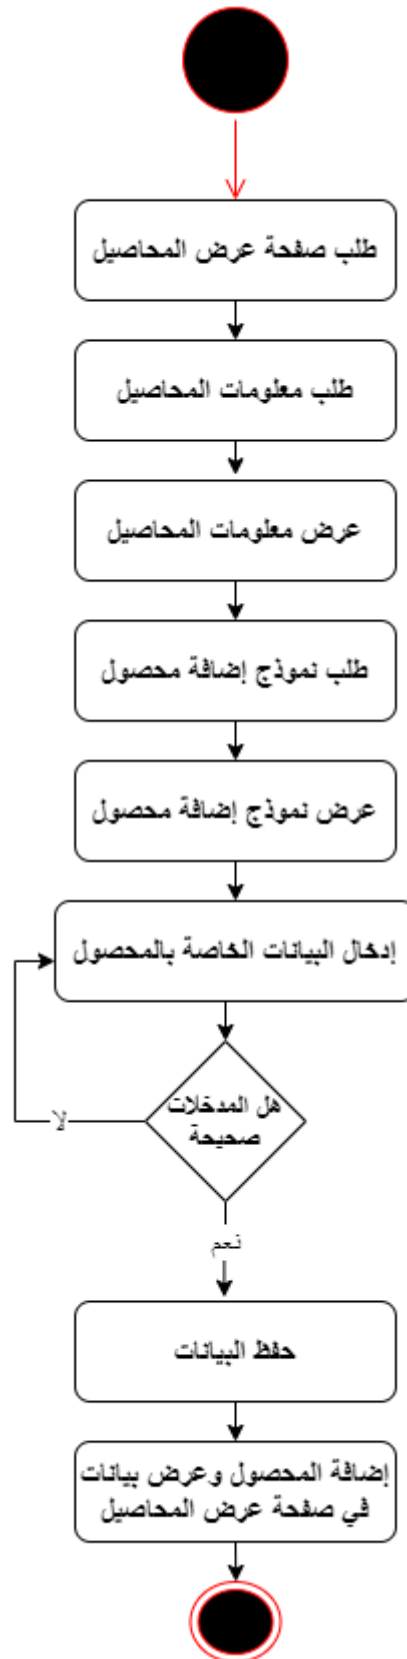 طلب صفحة عرض المحاصيل
طلب معلومات المحاصيل
عرض معلومات المحاصيل
طلب نموذج إضافة محصول
عرض نموذج إضافة محصول
إدخال البيانات الخاصة بالمحصول
هل المدخلات
صحيحة
لا
نعم
حفظ البيانات
إضافة المحصول وعرض بيانات
في صفحة عرض المحاصيل